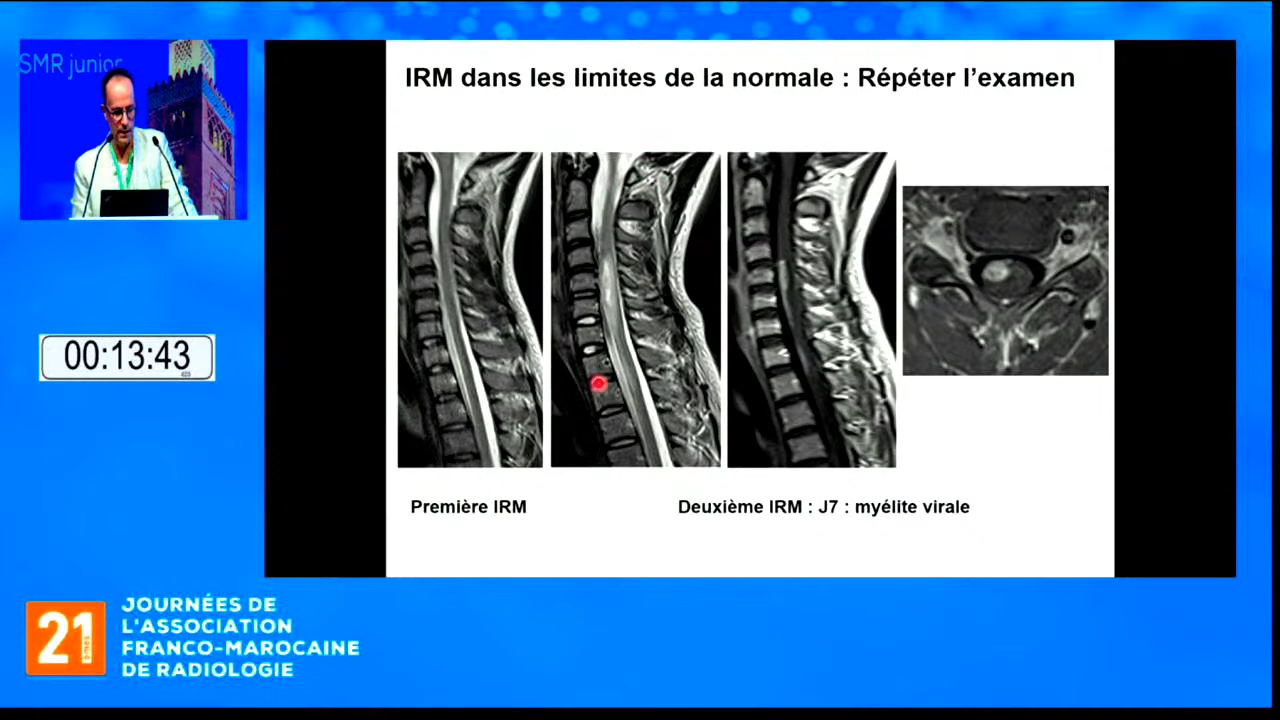 SMR junior
IRM dans les limites de la normale : Répéter l'examen
00:13:43
Première IRM
Deuxième IRM : J7 : myélite virale
21
èmes
JOURNÉES DE
L'ASSOCIATION
FRANCO-MAROCAINE
DE RADIOLOGIE